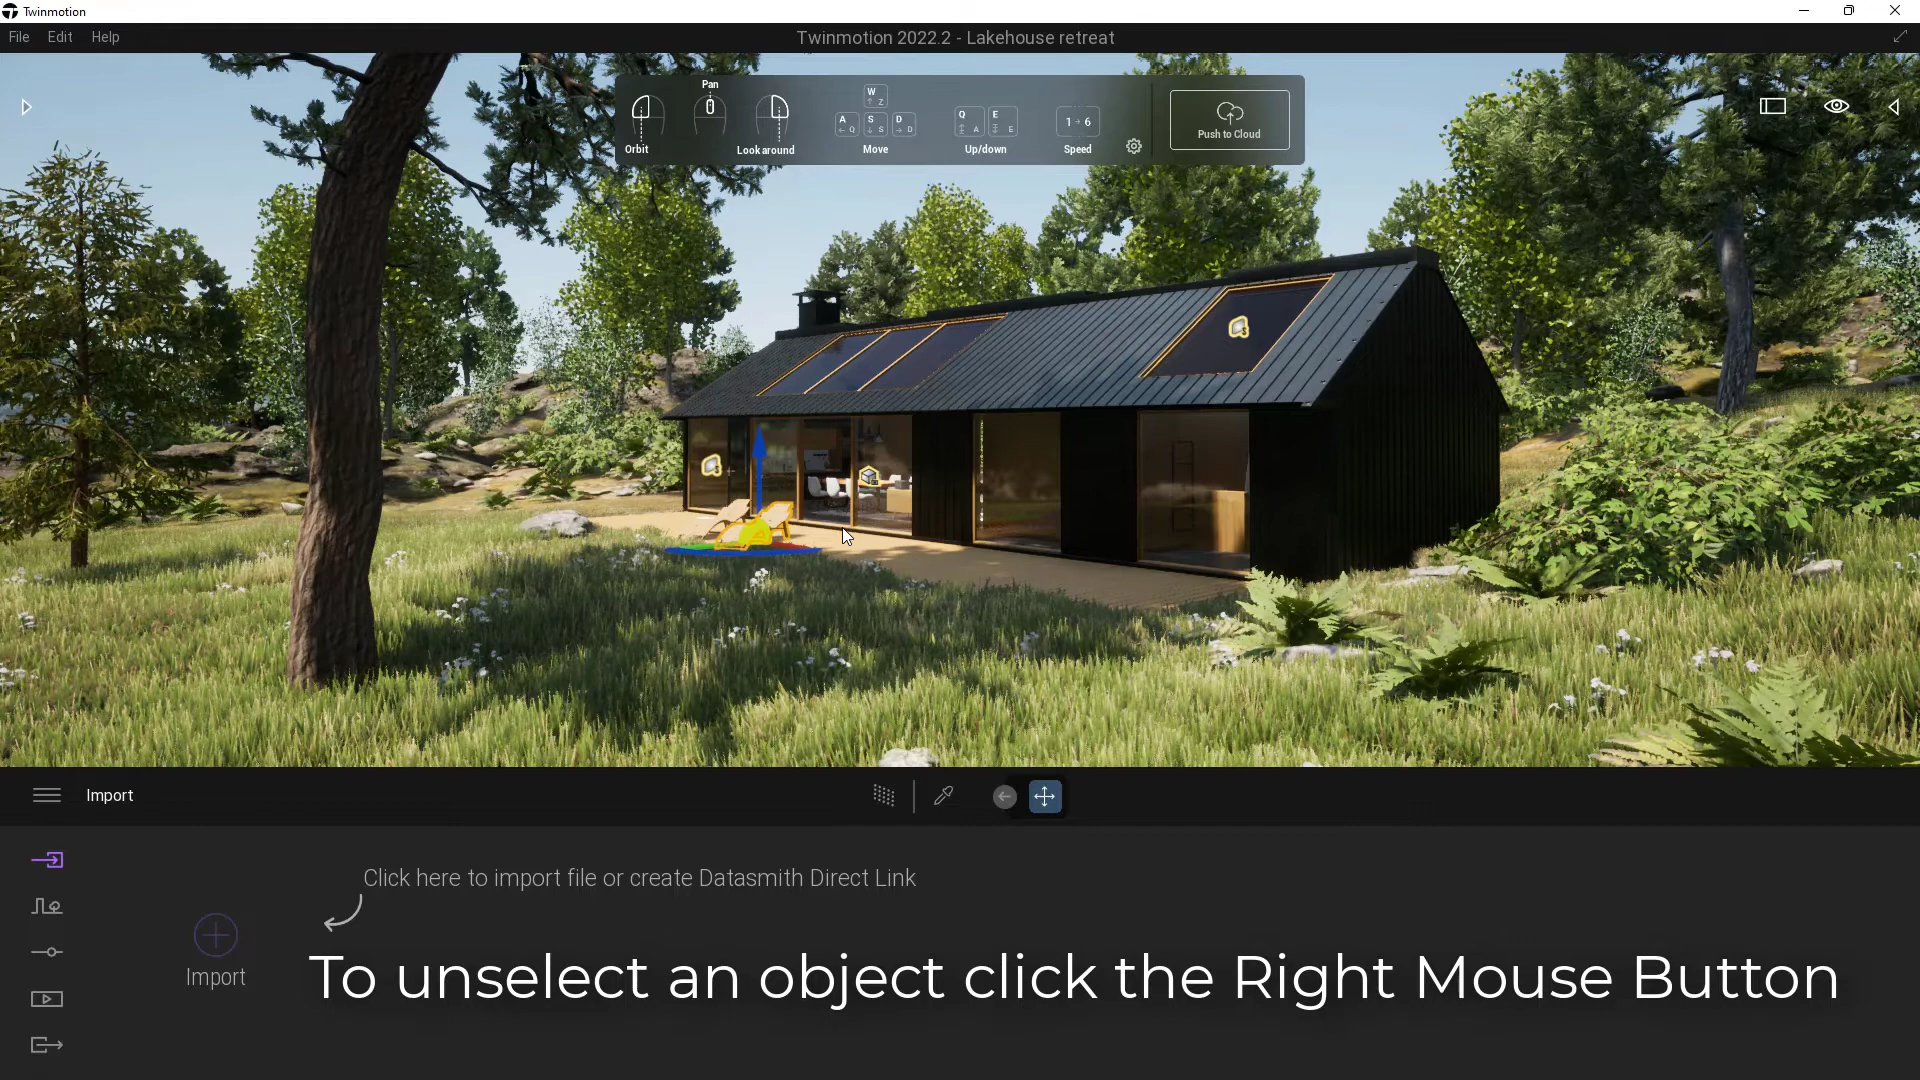 Twinmotion
File Edit Help
Twinmotion 2022.2 - Lakehouse retreat
Pan
W
Z
A S D Q E 1 6
Q S D A E
Push to Cloud
Orbit Look around Move Up/down Speed
Import
Click here to import file or create Datasmith Direct Link
Import
To unselect an object click the Right Mouse Button